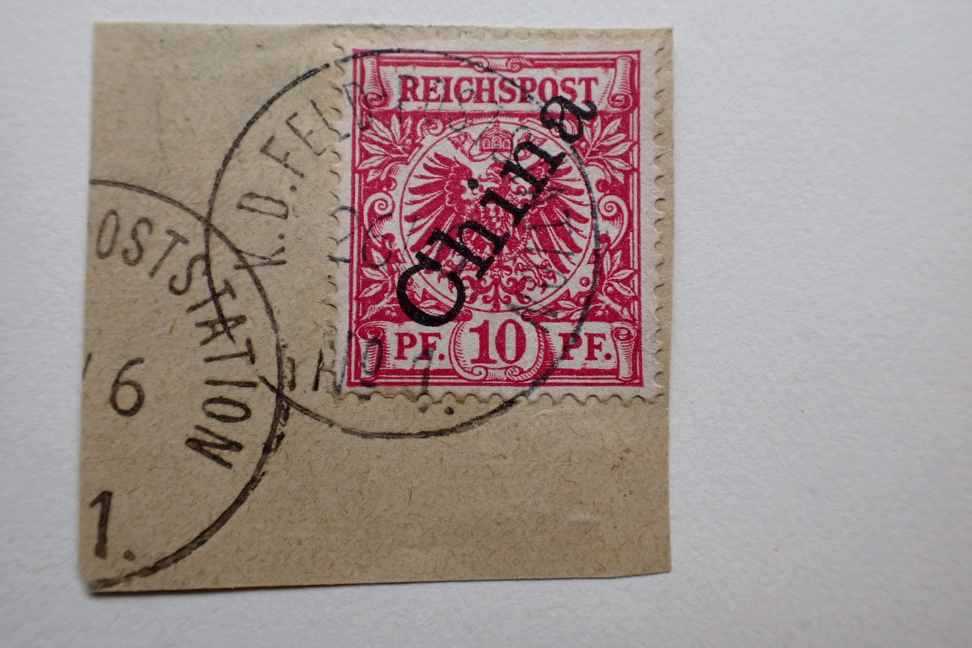 REICHSPOST
China
PF. 10 PF.
K.D.FELD
POSTSTATION
6
1.